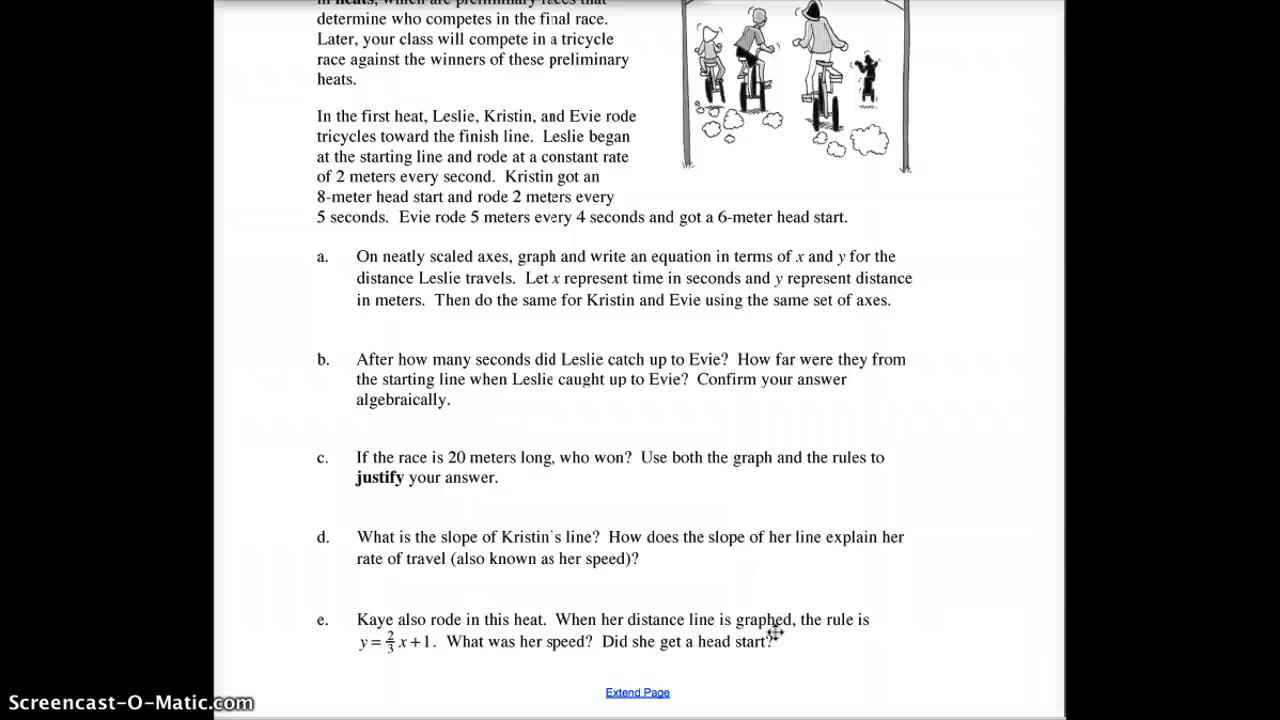 in heats, which are preliminary races that
determine who competes in the final race.
Later, your class will compete in a tricycle
race against the winners of these preliminary
heats.
In the first heat, Leslie, Kristin, and Evie rode
tricycles toward the finish line.  Leslie began
at the starting line and rode at a constant rate
of 2 meters every second.  Kristin got an
8-meter head start and rode 2 meters every
5 seconds.  Evie rode 5 meters every 4 seconds and got a 6-meter head start.
a. On neatly scaled axes, graph and write an equation in terms of x and y for the
distance Leslie travels.  Let x represent time in seconds and y represent distance
in meters.  Then do the same for Kristin and Evie using the same set of axes.
b. After how many seconds did Leslie catch up to Evie?  How far were they from
the starting line when Leslie caught up to Evie?  Confirm your answer
algebraically.
c. If the race is 20 meters long, who won?  Use both the graph and the rules to
justify your answer.
d. What is the slope of Kristin's line?  How does the slope of her line explain her
rate of travel (also known as her speed)?
e. Kaye also rode in this heat.  When her distance line is graphed, the rule is
y = 2/3 x + 1.  What was her speed?  Did she get a head start?
Extend Page
Screencast-O-Matic.com